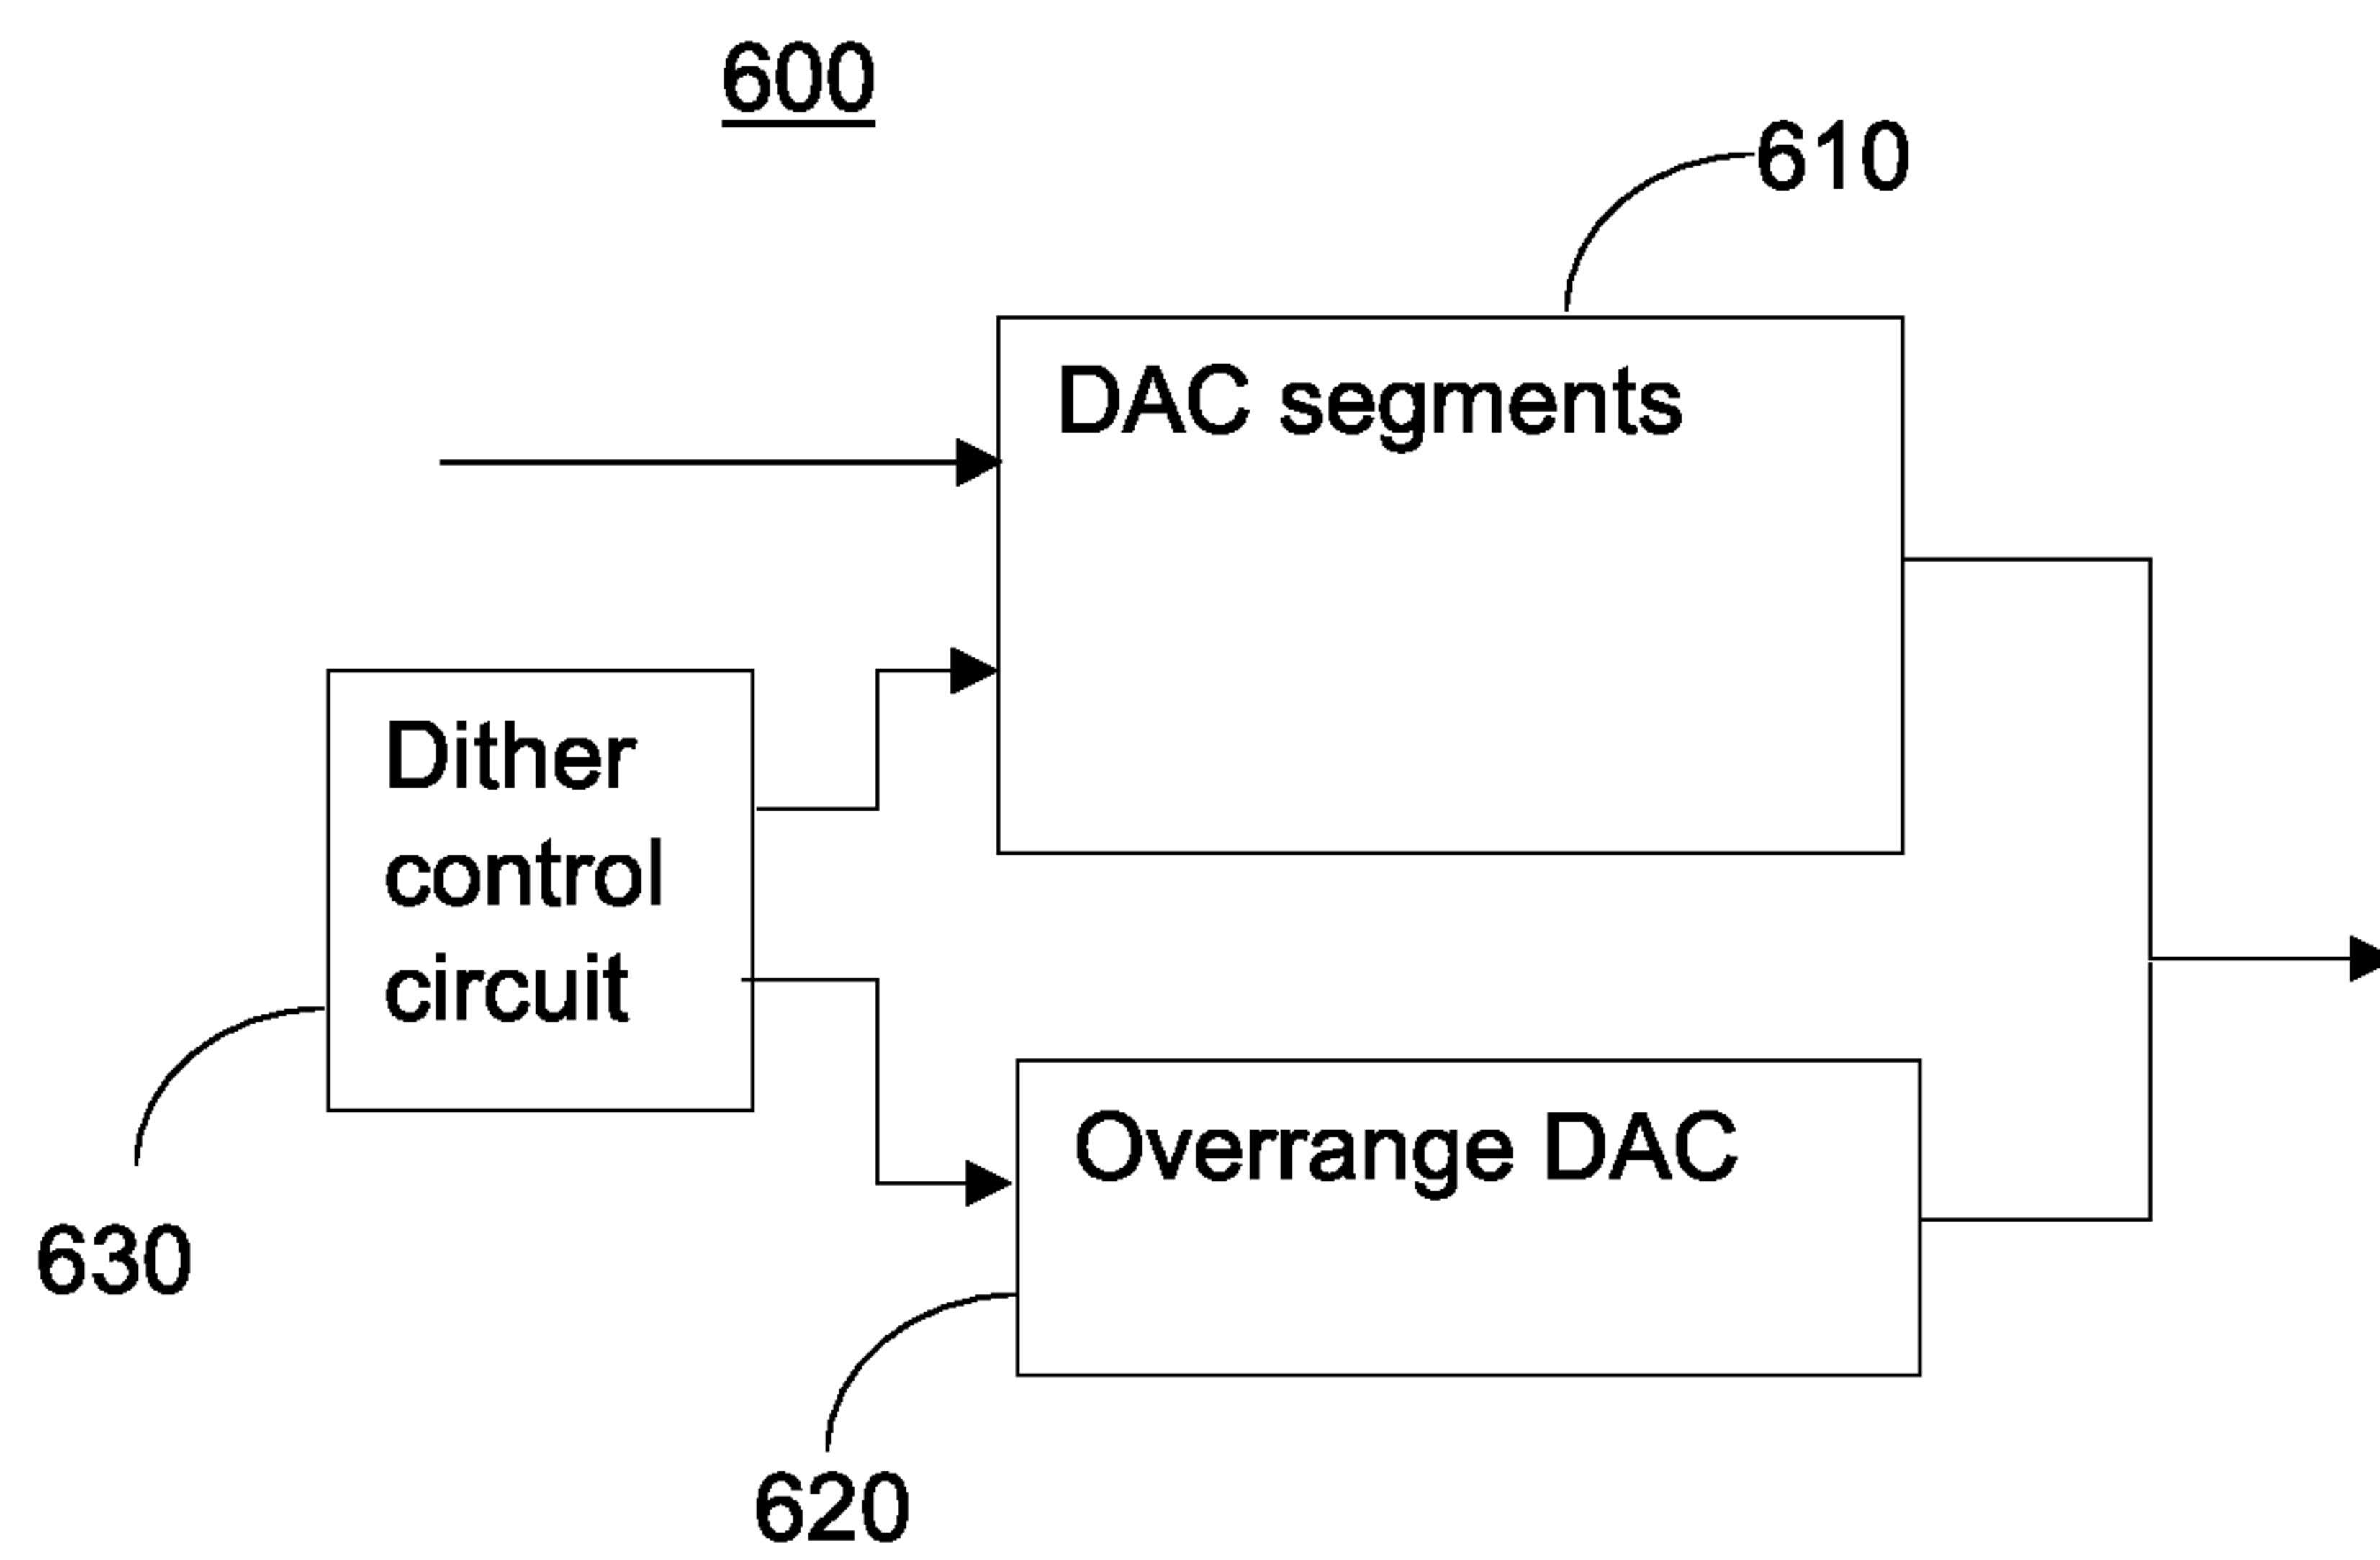 600
610
DAC segments
Dither
control
circuit
Overrange DAC
630
620